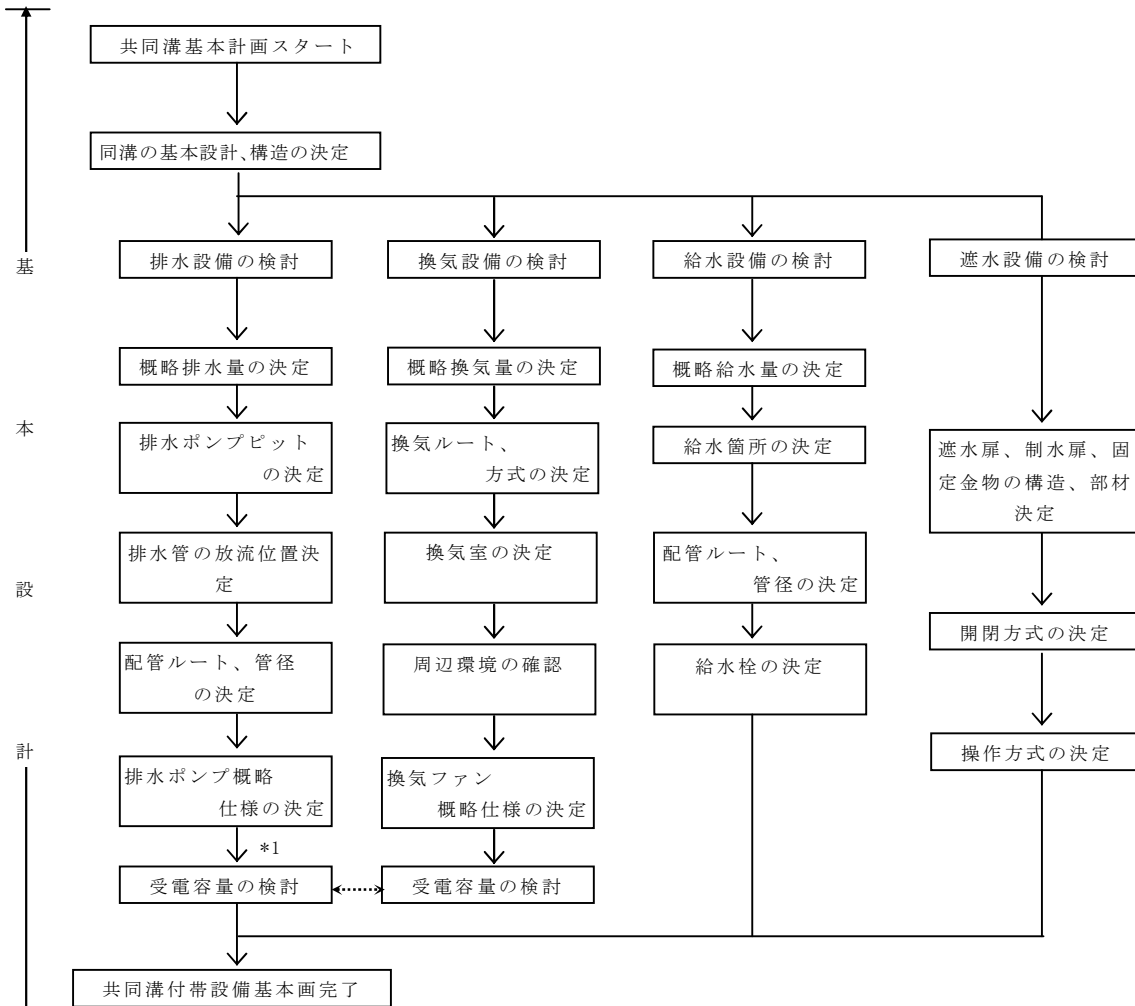 共同溝基本計画スタート
同溝の基本設計、構造の決定
排水設備の検討
換気設備の検討
給水設備の検討
遮水設備の検討
基
概略排水量の決定
概略換気量の決定
概略給水量の決定
本
排水ポンプピット
の決定
換気ルート、
方式の決定
給水箇所の決定
遮水扉、制水扉、固
定金物の構造、部材
決定
設
排水管の放流位置決
定
換気室の決定
配管ルート、
管径の決定
開閉方式の決定
配管ルート、管径
の決定
周辺環境の確認
給水栓の決定
計
操作方式の決定
排水ポンプ概略
仕様の決定
換気ファン
概略仕様の決定
*1
受電容量の検討
受電容量の検討
共同溝付帯設備基本画完了